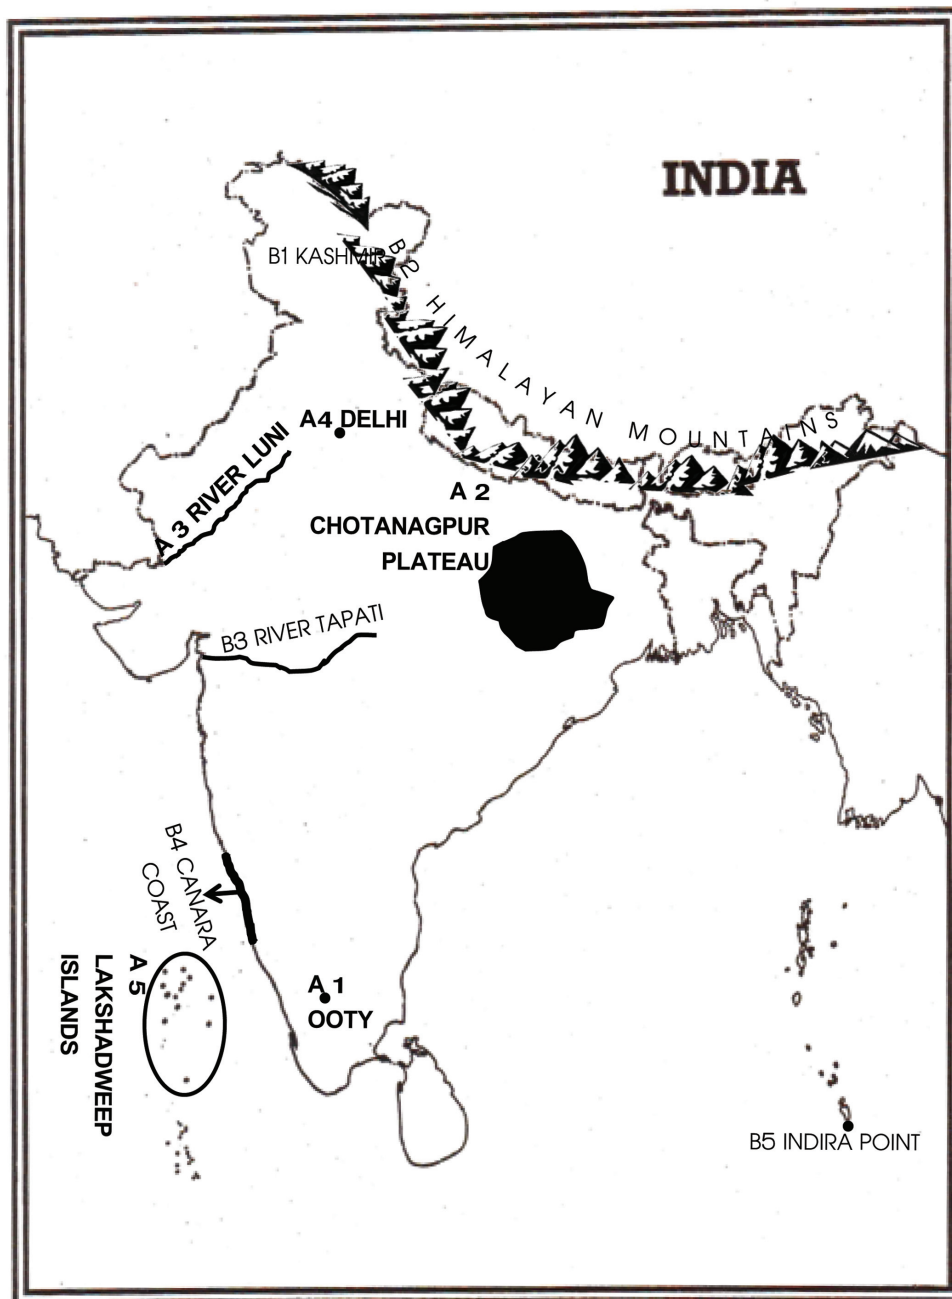 INDIA
B1 KASHMIR
B2 HIMALAYAN MOUNTAINS
A4 DELHI
A 3 RIVER LUNI
A 2
CHOTANAGPUR
PLATEAU
B3 RIVER TAPATI
B4 CANARA
COAST
A 5
LAKSHADWEEP
ISLANDS
A 1
OOTY
B5 INDIRA POINT